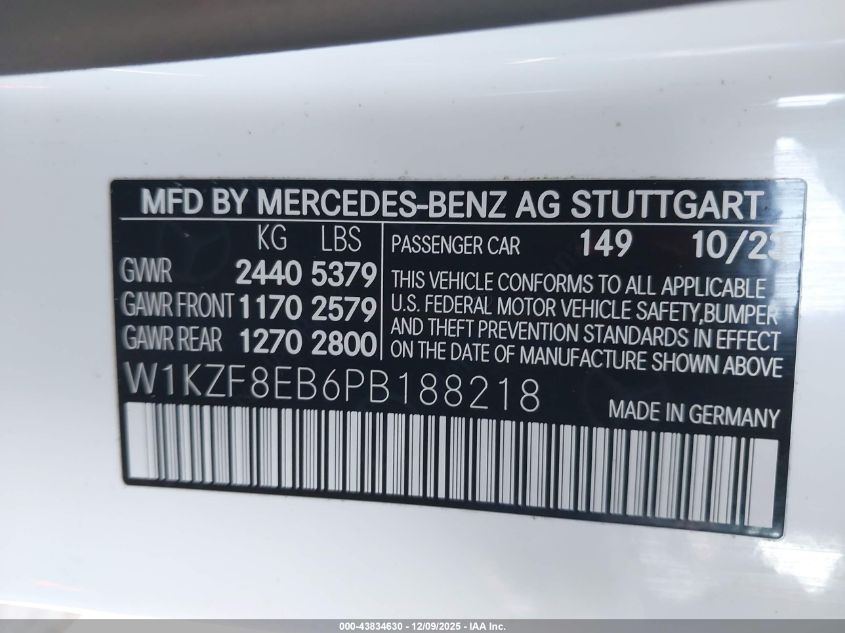 MFD BY MERCEDES-BENZ AG STUTTGART
KG LBS
GVWR 2440 5379
GAWR FRONT 1170 2579
GAWR REAR 1270 2800
PASSENGER CAR 149 10/23
THIS VEHICLE CONFORMS TO ALL APPLICABLE
U.S. FEDERAL MOTOR VEHICLE SAFETY,BUMPER
AND THEFT PREVENTION STANDARDS IN EFFECT
ON THE DATE OF MANUFACTURE SHOWN ABOVE
W1KZF8EB6PB188218
MADE IN GERMANY
000-43834630 | 12/09/2025 - IAA Inc.